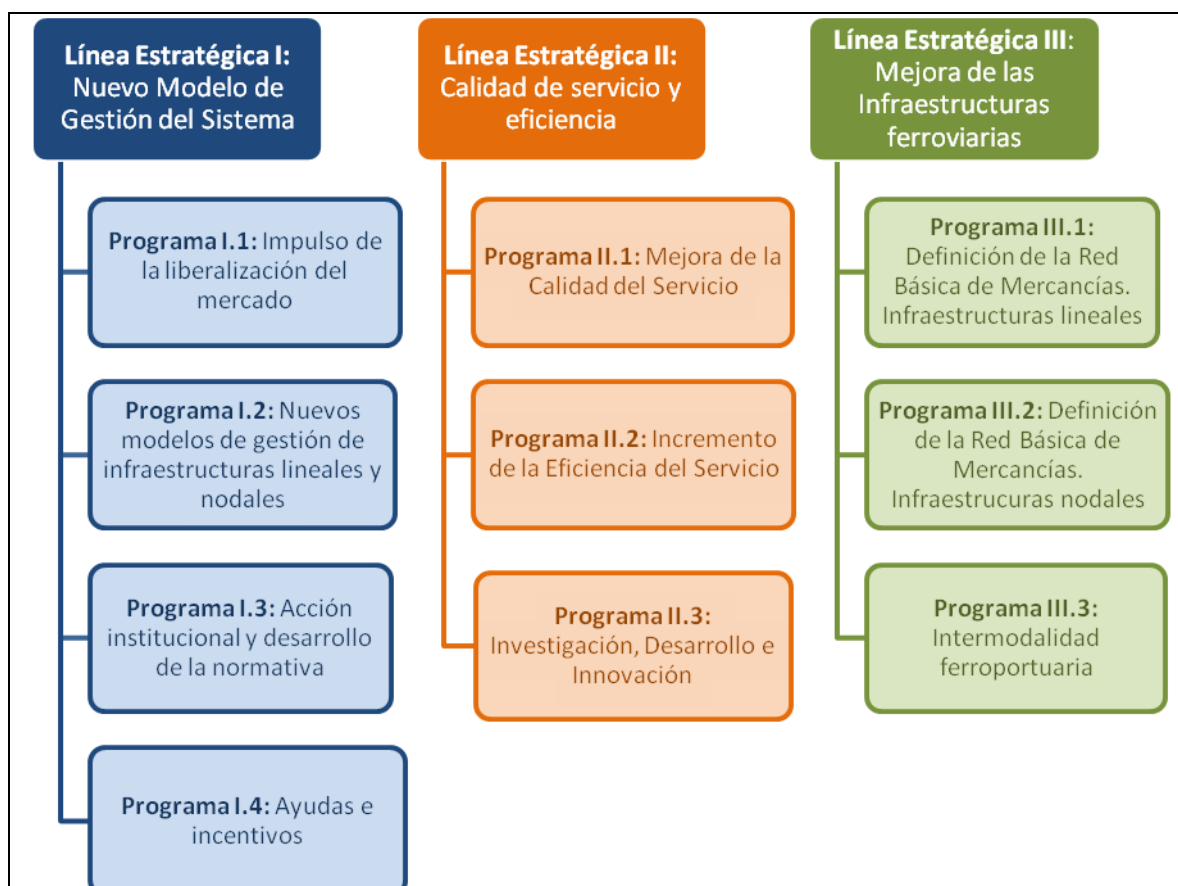 Línea Estratégica I:
Nuevo Modelo de
Gestión del Sistema
Programa I.1: Impulso de
la liberalización del
mercado
Programa I.2: Nuevos
modelos de gestión de
infraestructuras lineales y
nodales
Programa I.3: Acción
institucional y desarrollo
de la normativa
Programa I.4: Ayudas e
incentivos
Línea Estratégica II:
Calidad de servicio y
eficiencia
Programa II.1: Mejora de la
Calidad del Servicio
Programa II.2: Incremento
de la Eficiencia del Servicio
Programa II.3:
Investigación, Desarrollo e
Innovación
Línea Estratégica III:
Mejora de las
Infraestructuras
ferroviarias
Programa III.1:
Definición de la Red
Básica de Mercancías.
Infraestructuras lineales
Programa III.2: Definición
de la Red Básica de
Mercancías.
Infraestrucuras nodales
Programa III.3:
Intermodalidad
ferroportuaria